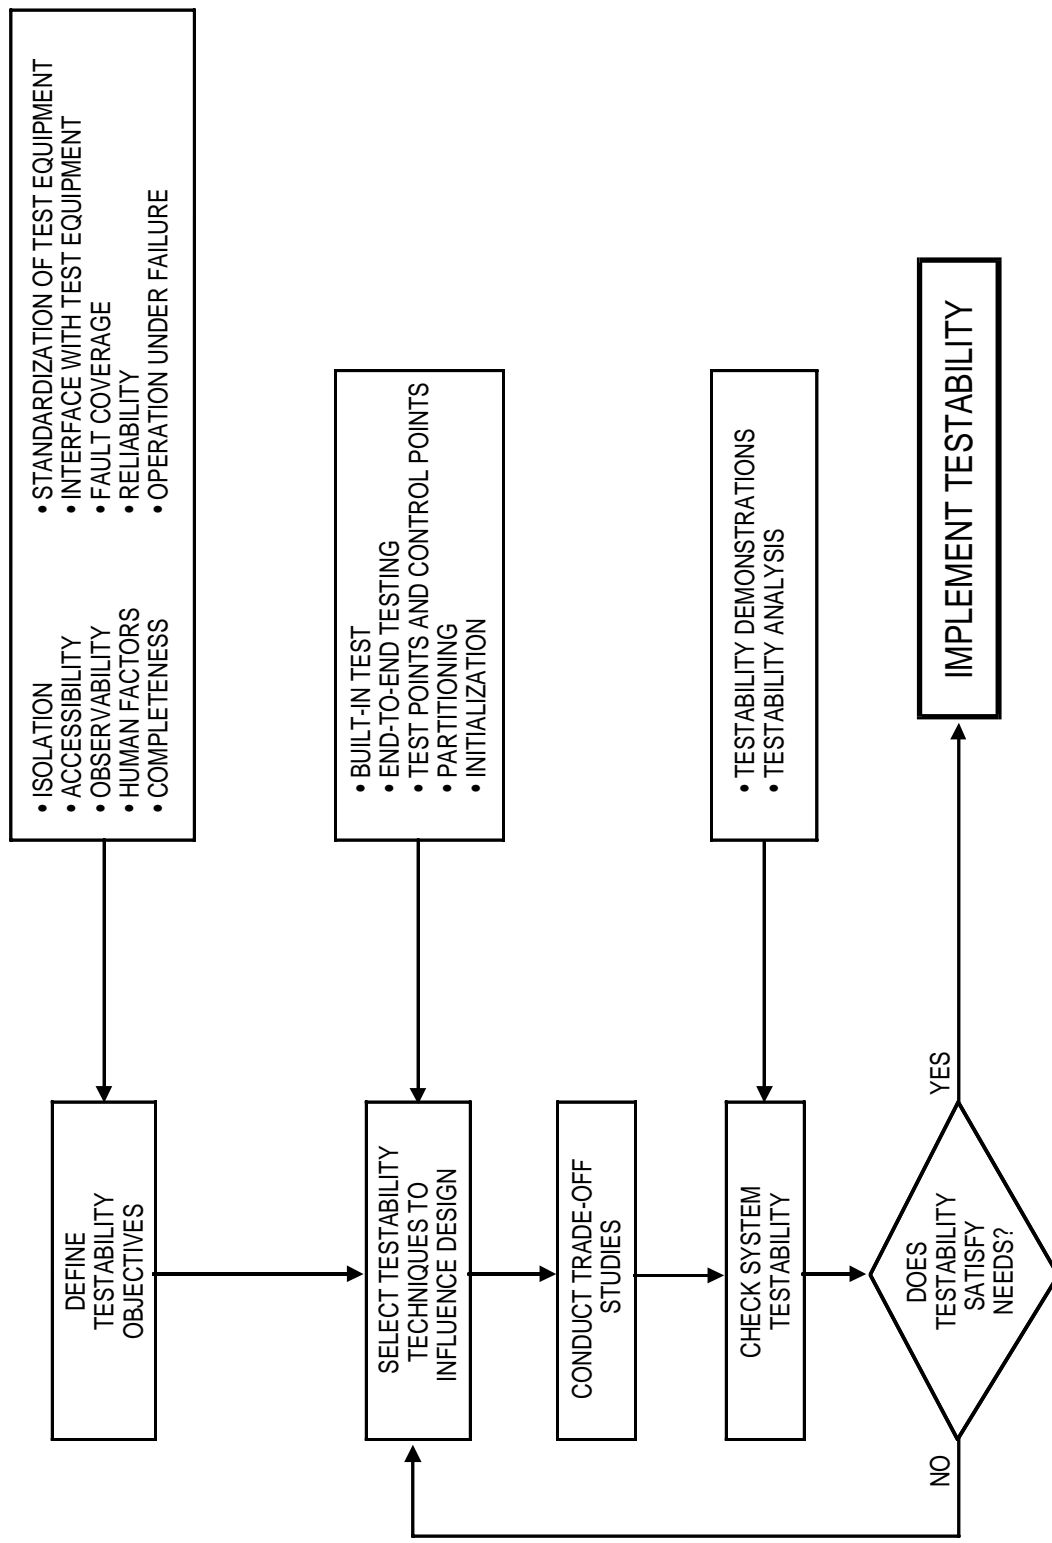 DEFINE
TESTABILITY
OBJECTIVES
• ISOLATION
• ACCESSIBILITY
• OBSERVABILITY
• HUMAN FACTORS
• COMPLETENESS
• STANDARDIZATION OF TEST EQUIPMENT
• INTERFACE WITH TEST EQUIPMENT
• FAULT COVERAGE
• RELIABILITY
• OPERATION UNDER FAILURE
SELECT TESTABILITY
TECHNIQUES TO
INFLUENCE DESIGN
• BUILT-IN TEST
• END-TO-END TESTING
• TEST POINTS AND CONTROL POINTS
• PARTITIONING
• INITIALIZATION
CONDUCT TRADE-OFF
STUDIES
CHECK SYSTEM
TESTABILITY
• TESTABILITY DEMONSTRATIONS
• TESTABILITY ANALYSIS
NO
DOES
TESTABILITY
SATISFY
NEEDS?
YES
IMPLEMENT TESTABILITY